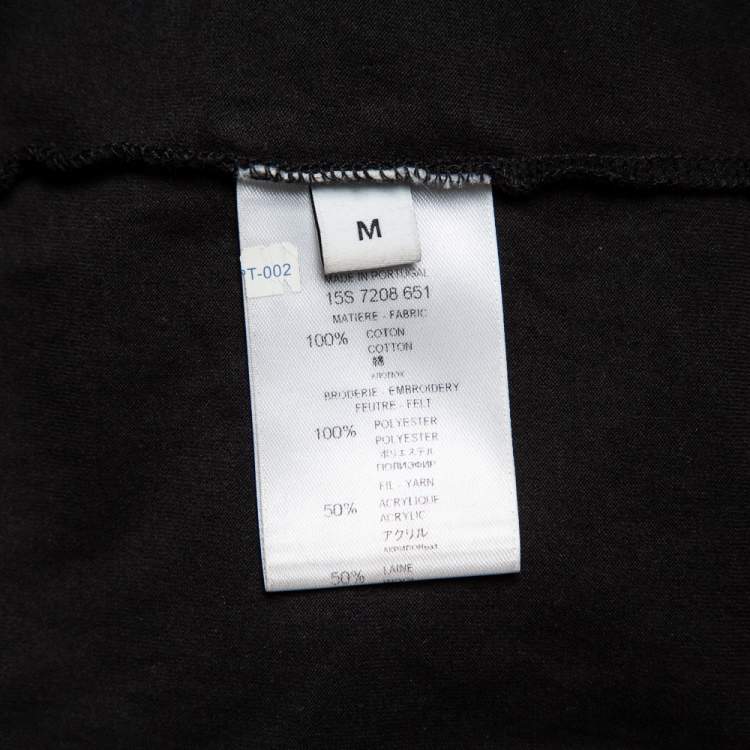 M
PT-002
MADE IN PORTUGAL
15S 7208 651
MATIERE - FABRIC
100% COTON
COTTON
綿
ХЛОПОК
BRODERIE - EMBROIDERY
FEUTRE - FELT
100% POLYESTER
POLYESTER
ポリエステル
ПОЛИЭФИР
FIL - YARN
50% ACRYLIQUE
ACRYLIC
アクリル
50% LAINE